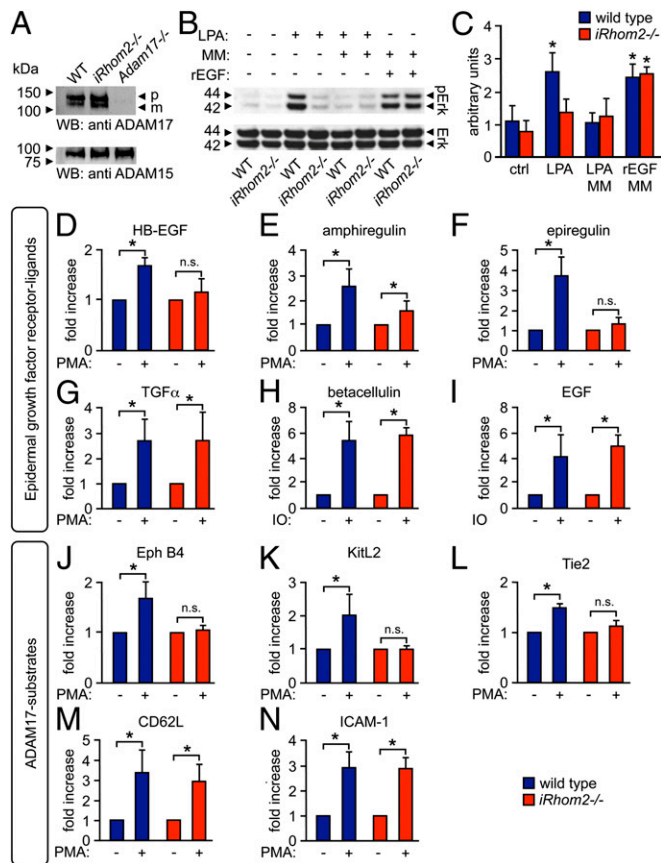 A
WT
iRhom2-/-
Adam17-/-
kDa
150
100
p
m
WB: anti ADAM17
100
75
WB: anti ADAM15
B
LPA: - - + + + + - -
MM: - - - - + + + +
rEGF: - - - - - - + +
44
42
pErk
44
42
Erk
WT
iRhom2-/-
WT
iRhom2-/-
WT
iRhom2-/-
WT
iRhom2-/-
C
wild type
iRhom2-/-
arbitrary units
4
3
2
1
0
* * *
ctrl
LPA
LPA
MM
rEGF
MM
Epidermal growth factor receptor-ligands
D
HB-EGF
fold increase
2
1
0
* n.s.
PMA: - + - +
E
amphiregulin
fold increase
4
3
2
1
0
* *
PMA: - + - +
F
epiregulin
fold increase
6
4
2
1
0
* n.s.
PMA: - + - +
G
TGFα
fold increase
4
3
2
1
0
* *
PMA: - + - +
H
betacellulin
fold increase
8
6
4
2
0
* *
IO: - + - +
I
EGF
fold increase
8
6
4
2
0
* *
IO - + - +
ADAM17-substrates
J
Eph B4
fold increase
2
1
0
* n.s.
PMA: - + - +
K
KitL2
fold increase
3
2
1
0
* n.s.
PMA: - + - +
L
Tie2
fold increase
2
1
0
* n.s.
PMA: - + - +
M
CD62L
fold increase
5
4
3
2
1
0
* *
PMA: - + - +
N
ICAM-1
fold increase
4
3
2
1
0
* *
PMA: - + - +
wild type
iRhom2-/-